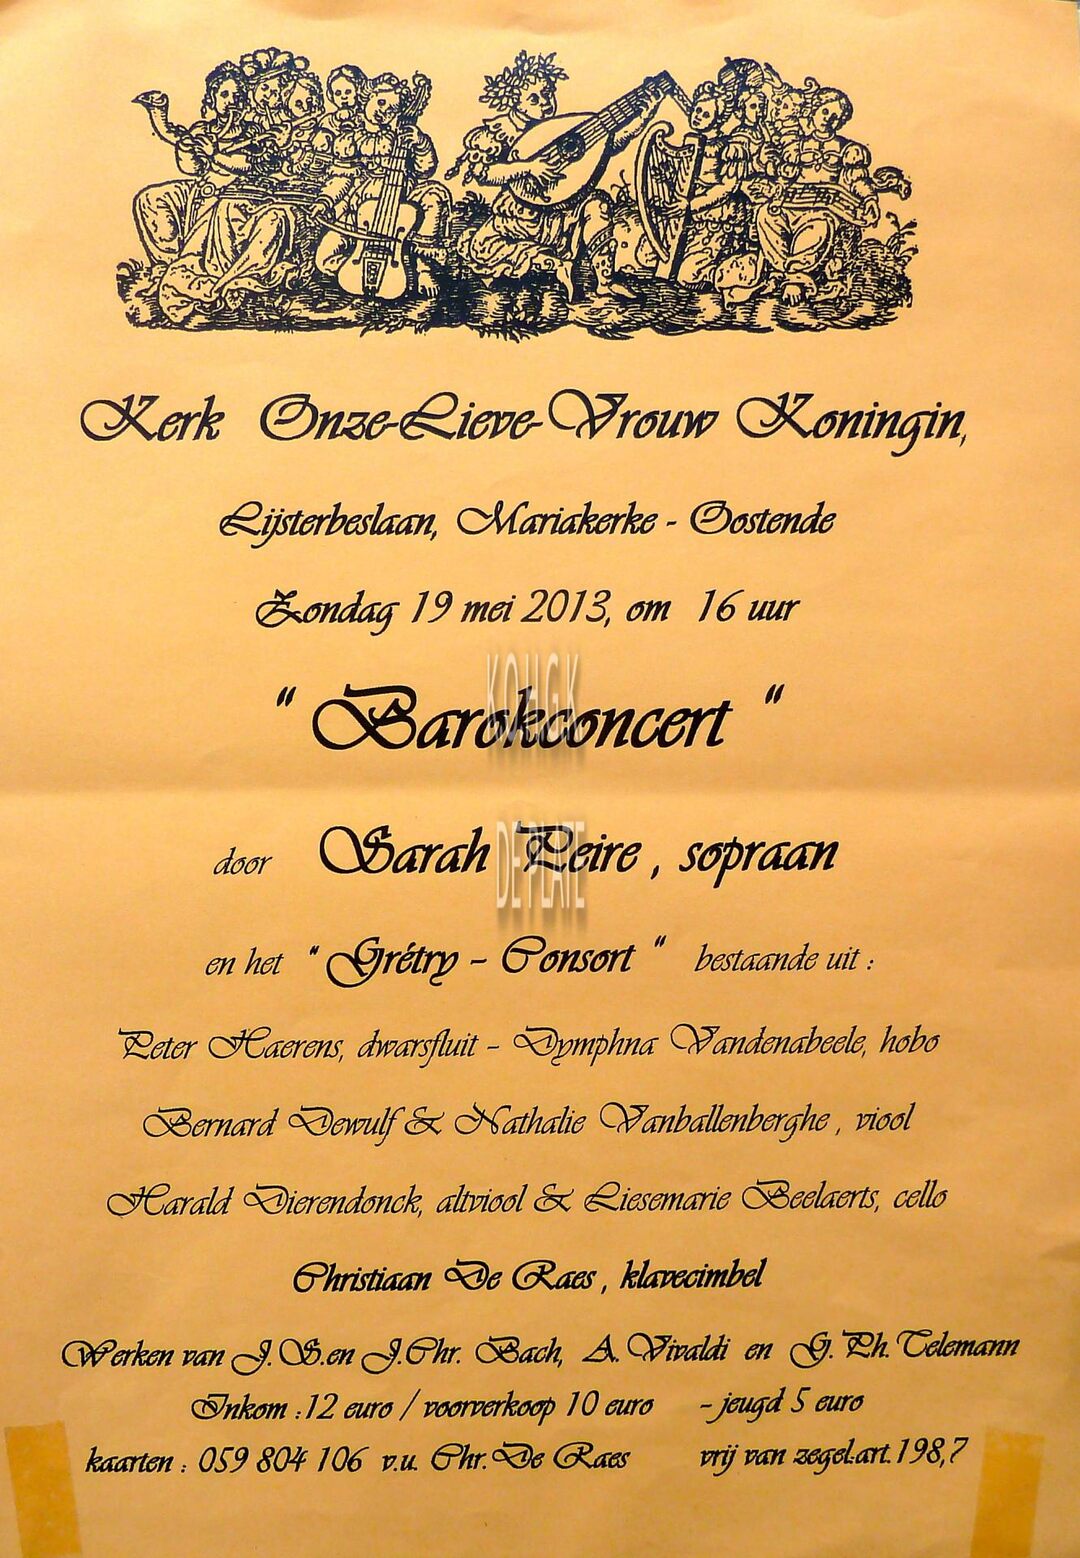 Kerk Onze-Lieve-Vrouw Koningin,
Lijsterbeslaan, Mariakerke - Oostende
Zondag 19 mei 2013, om 16 uur
" Barokconcert "
KOHGK
door Sarah Peire , sopraan
DE PLATE
en het " Grétry - Consort " bestaande uit :
Peter Haerens, dwarsfluit - Dymphna Vandenabeele, hobo
Bernard Dewulf & Nathalie Vanballenberghe , viool
Harald Dierendonck, altviool & Liesemarie Beelaerts, cello
Christiaan De Raes , klavecimbel
Werken van J. S.en J.Chr. Bach, A. Vivaldi en G. Ph. Telemann
Inkom :12 euro / voorverkoop 10 euro - jeugd 5 euro
kaarten : 059 804 106 v.u. Chr. De Raes vrij van zegel.art.198,7